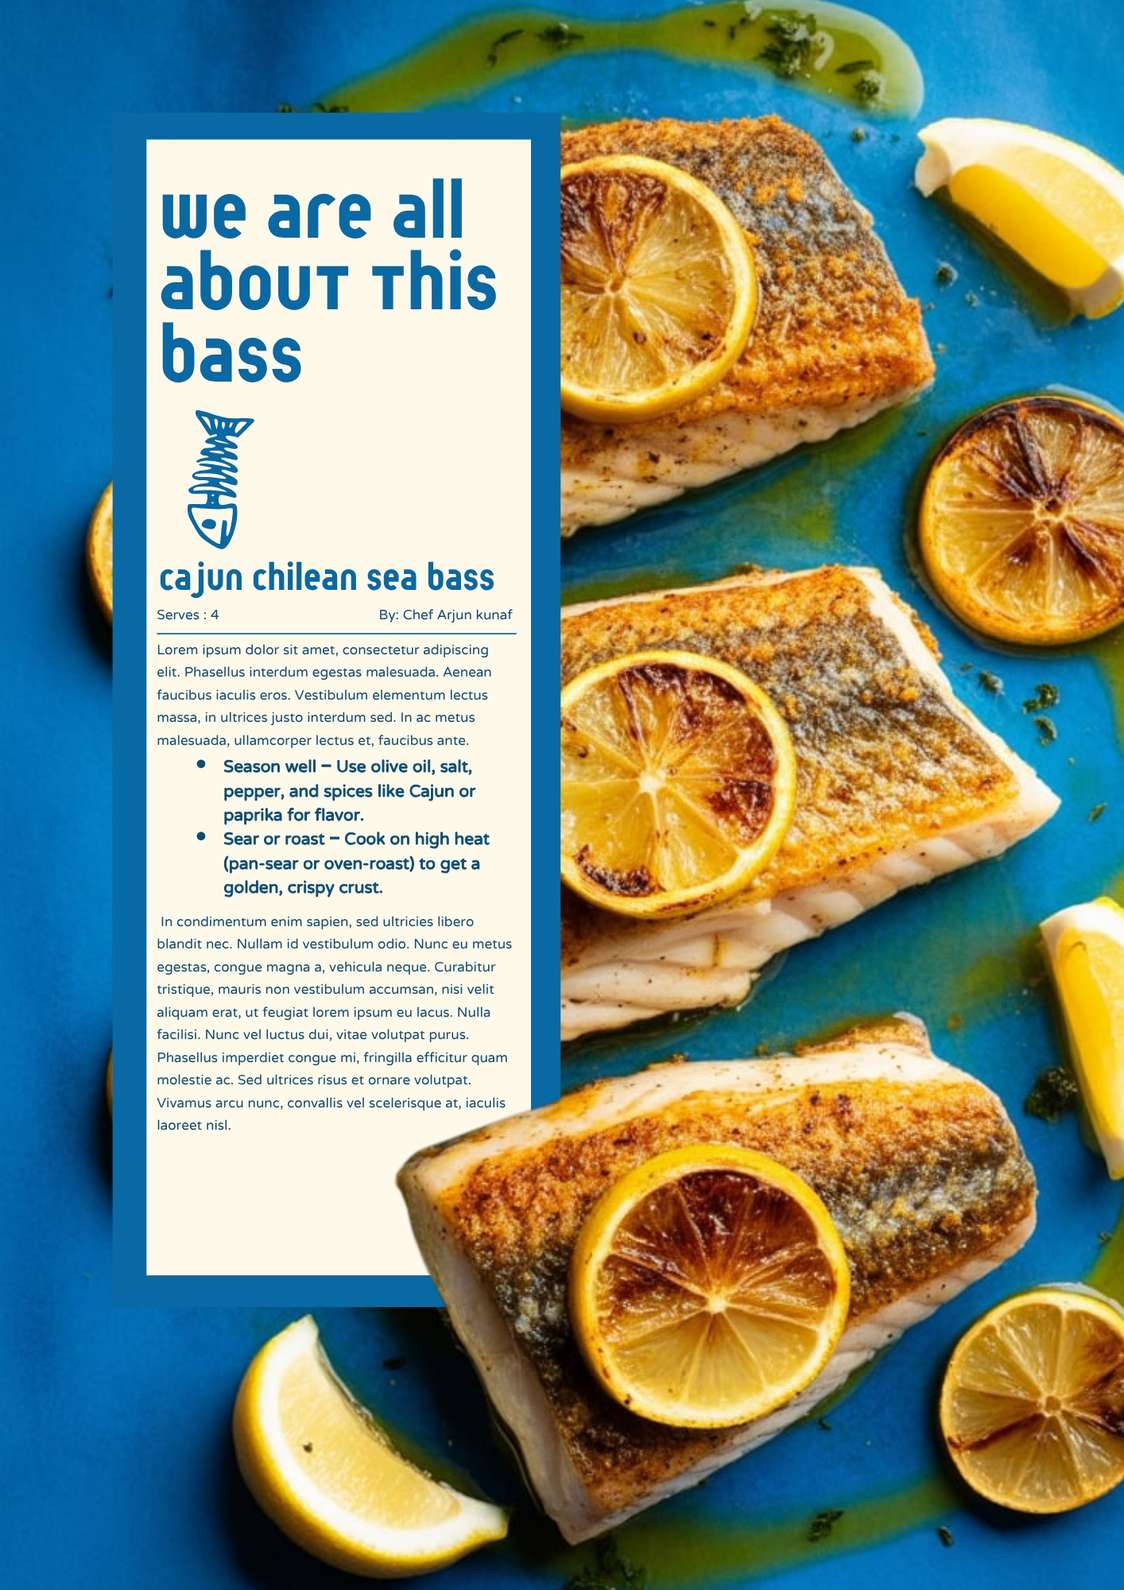 we are all
about this
bass
cajun chilean sea bass
Serves : 4 By: Chef Arjun kunaf
Lorem ipsum dolor sit amet, consectetur adipiscing
elit. Phasellus interdum egestas malesuada. Aenean
faucibus iaculis eros. Vestibulum elementum lectus
massa, in ultrices justo interdum sed. In ac metus
malesuada, ullamcorper lectus et, faucibus ante.
• Season well – Use olive oil, salt,
pepper, and spices like Cajun or
paprika for flavor.
• Sear or roast – Cook on high heat
(pan-sear or oven-roast) to get a
golden, crispy crust.
In condimentum enim sapien, sed ultricies libero
blandit nec. Nullam id vestibulum odio. Nunc eu metus
egestas, congue magna a, vehicula neque. Curabitur
tristique, mauris non vestibulum accumsan, nisi velit
aliquam erat, ut feugiat lorem ipsum eu lacus. Nulla
facilisi. Nunc vel luctus dui, vitae volutpat purus.
Phasellus imperdiet congue mi, fringilla efficitur quam
molestie ac. Sed ultrices risus et ornare volutpat.
Vivamus arcu nunc, convallis vel scelerisque at, iaculis
laoreet nisl.